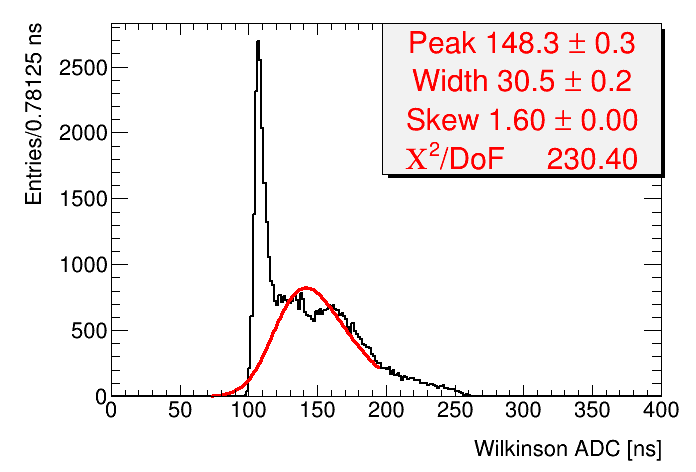 Entries/0.78125 ns
Peak 148.3 ± 0.3
Width 30.5 ± 0.2
Skew 1.60 ± 0.00
Χ²/DoF 230.40
2500
2000
1500
1000
500
0
0 50 100 150 200 250 300 350 400
Wilkinson ADC [ns]